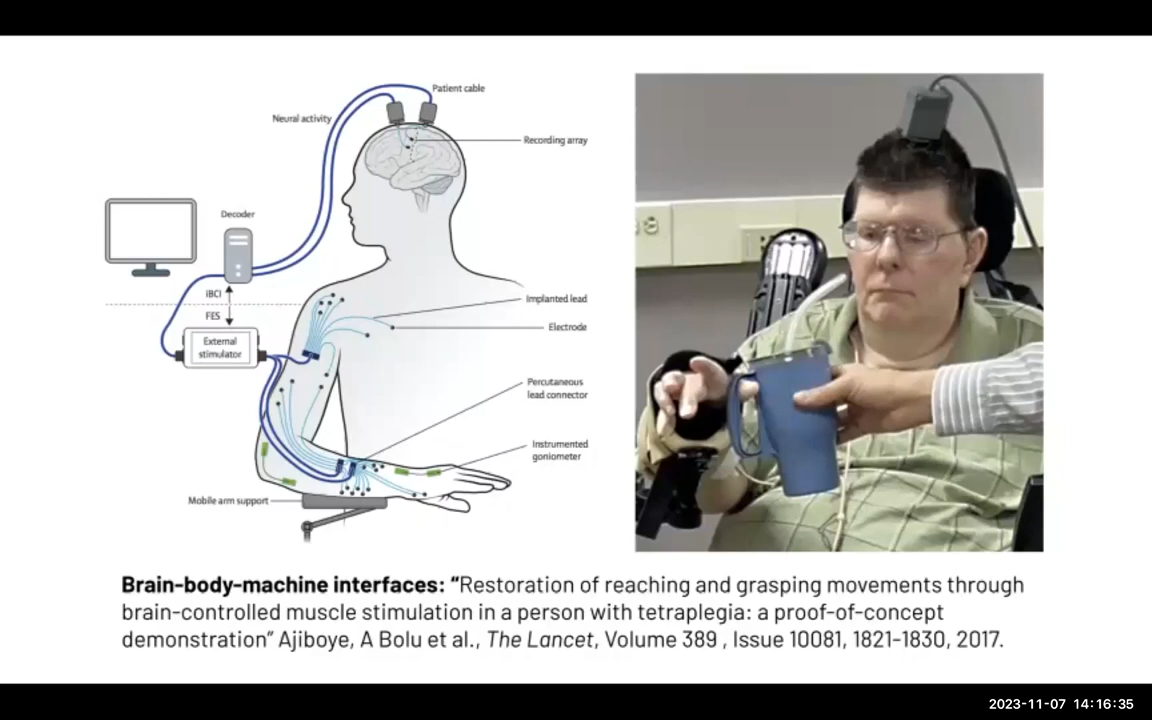 Patient cable
Neural activity
Recording array
Decoder
iBCI
FES
Implanted lead
External
stimulator
Electrode
Percutaneous
lead connector
Instrumented
goniometer
Mobile arm support
Brain-body-machine interfaces: “Restoration of reaching and grasping movements through
brain-controlled muscle stimulation in a person with tetraplegia: a proof-of-concept
demonstration” Ajiboye, A Bolu et al., The Lancet, Volume 389 , Issue 10081, 1821-1830, 2017.
2023-11-07 14:16:35